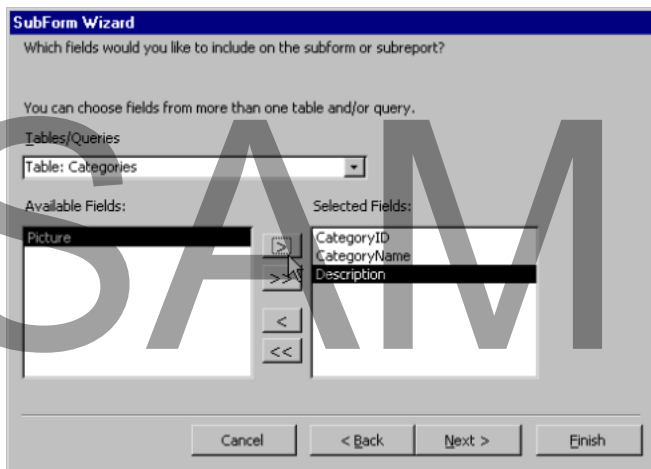 SubForm Wizard
Which fields would you like to include on the subform or subreport?
You can choose fields from more than one table and/or query.
Tables/Queries
Table: Categories
Available Fields:
Selected Fields:
Picture
>
CategoryID
CategoryName
Description
>>
<
<<
Cancel
< Back
Next >
Finish
SAM